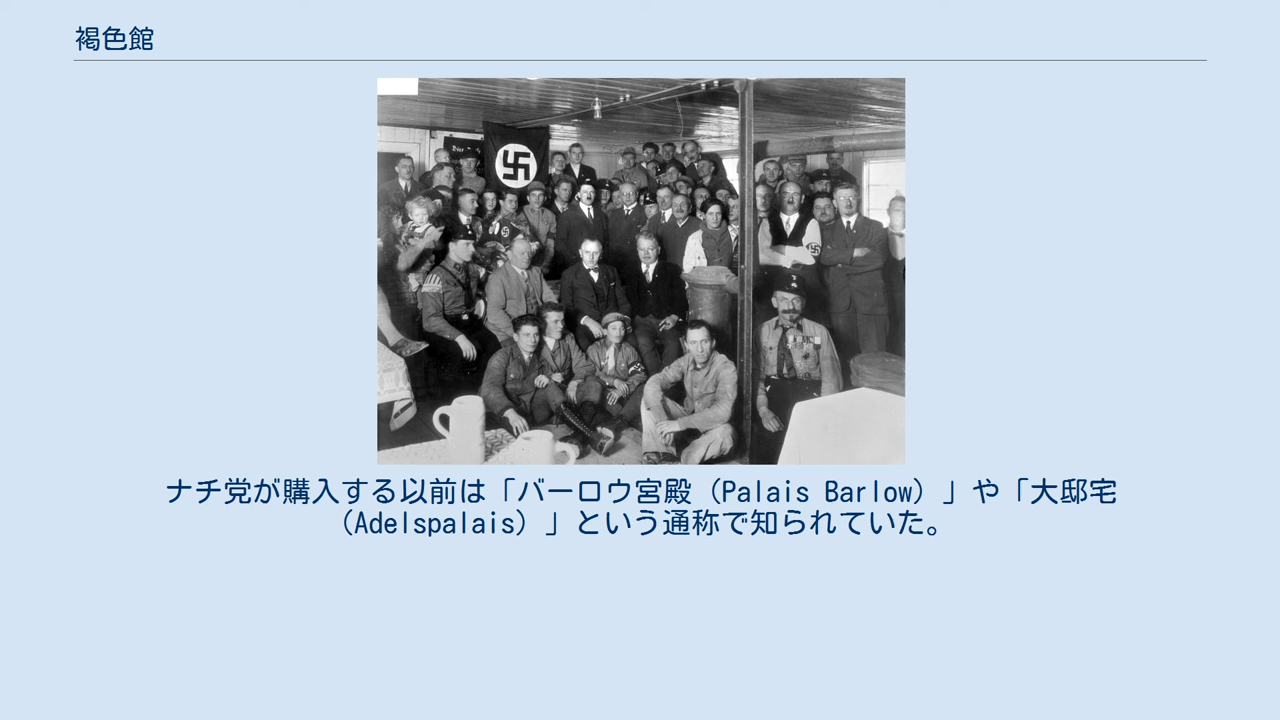 褐色館
ナチ党が購入する以前は「バーロウ宮殿（Palais Barlow）」や「大邸宅
（Adelspalais）」という通称で知られていた。